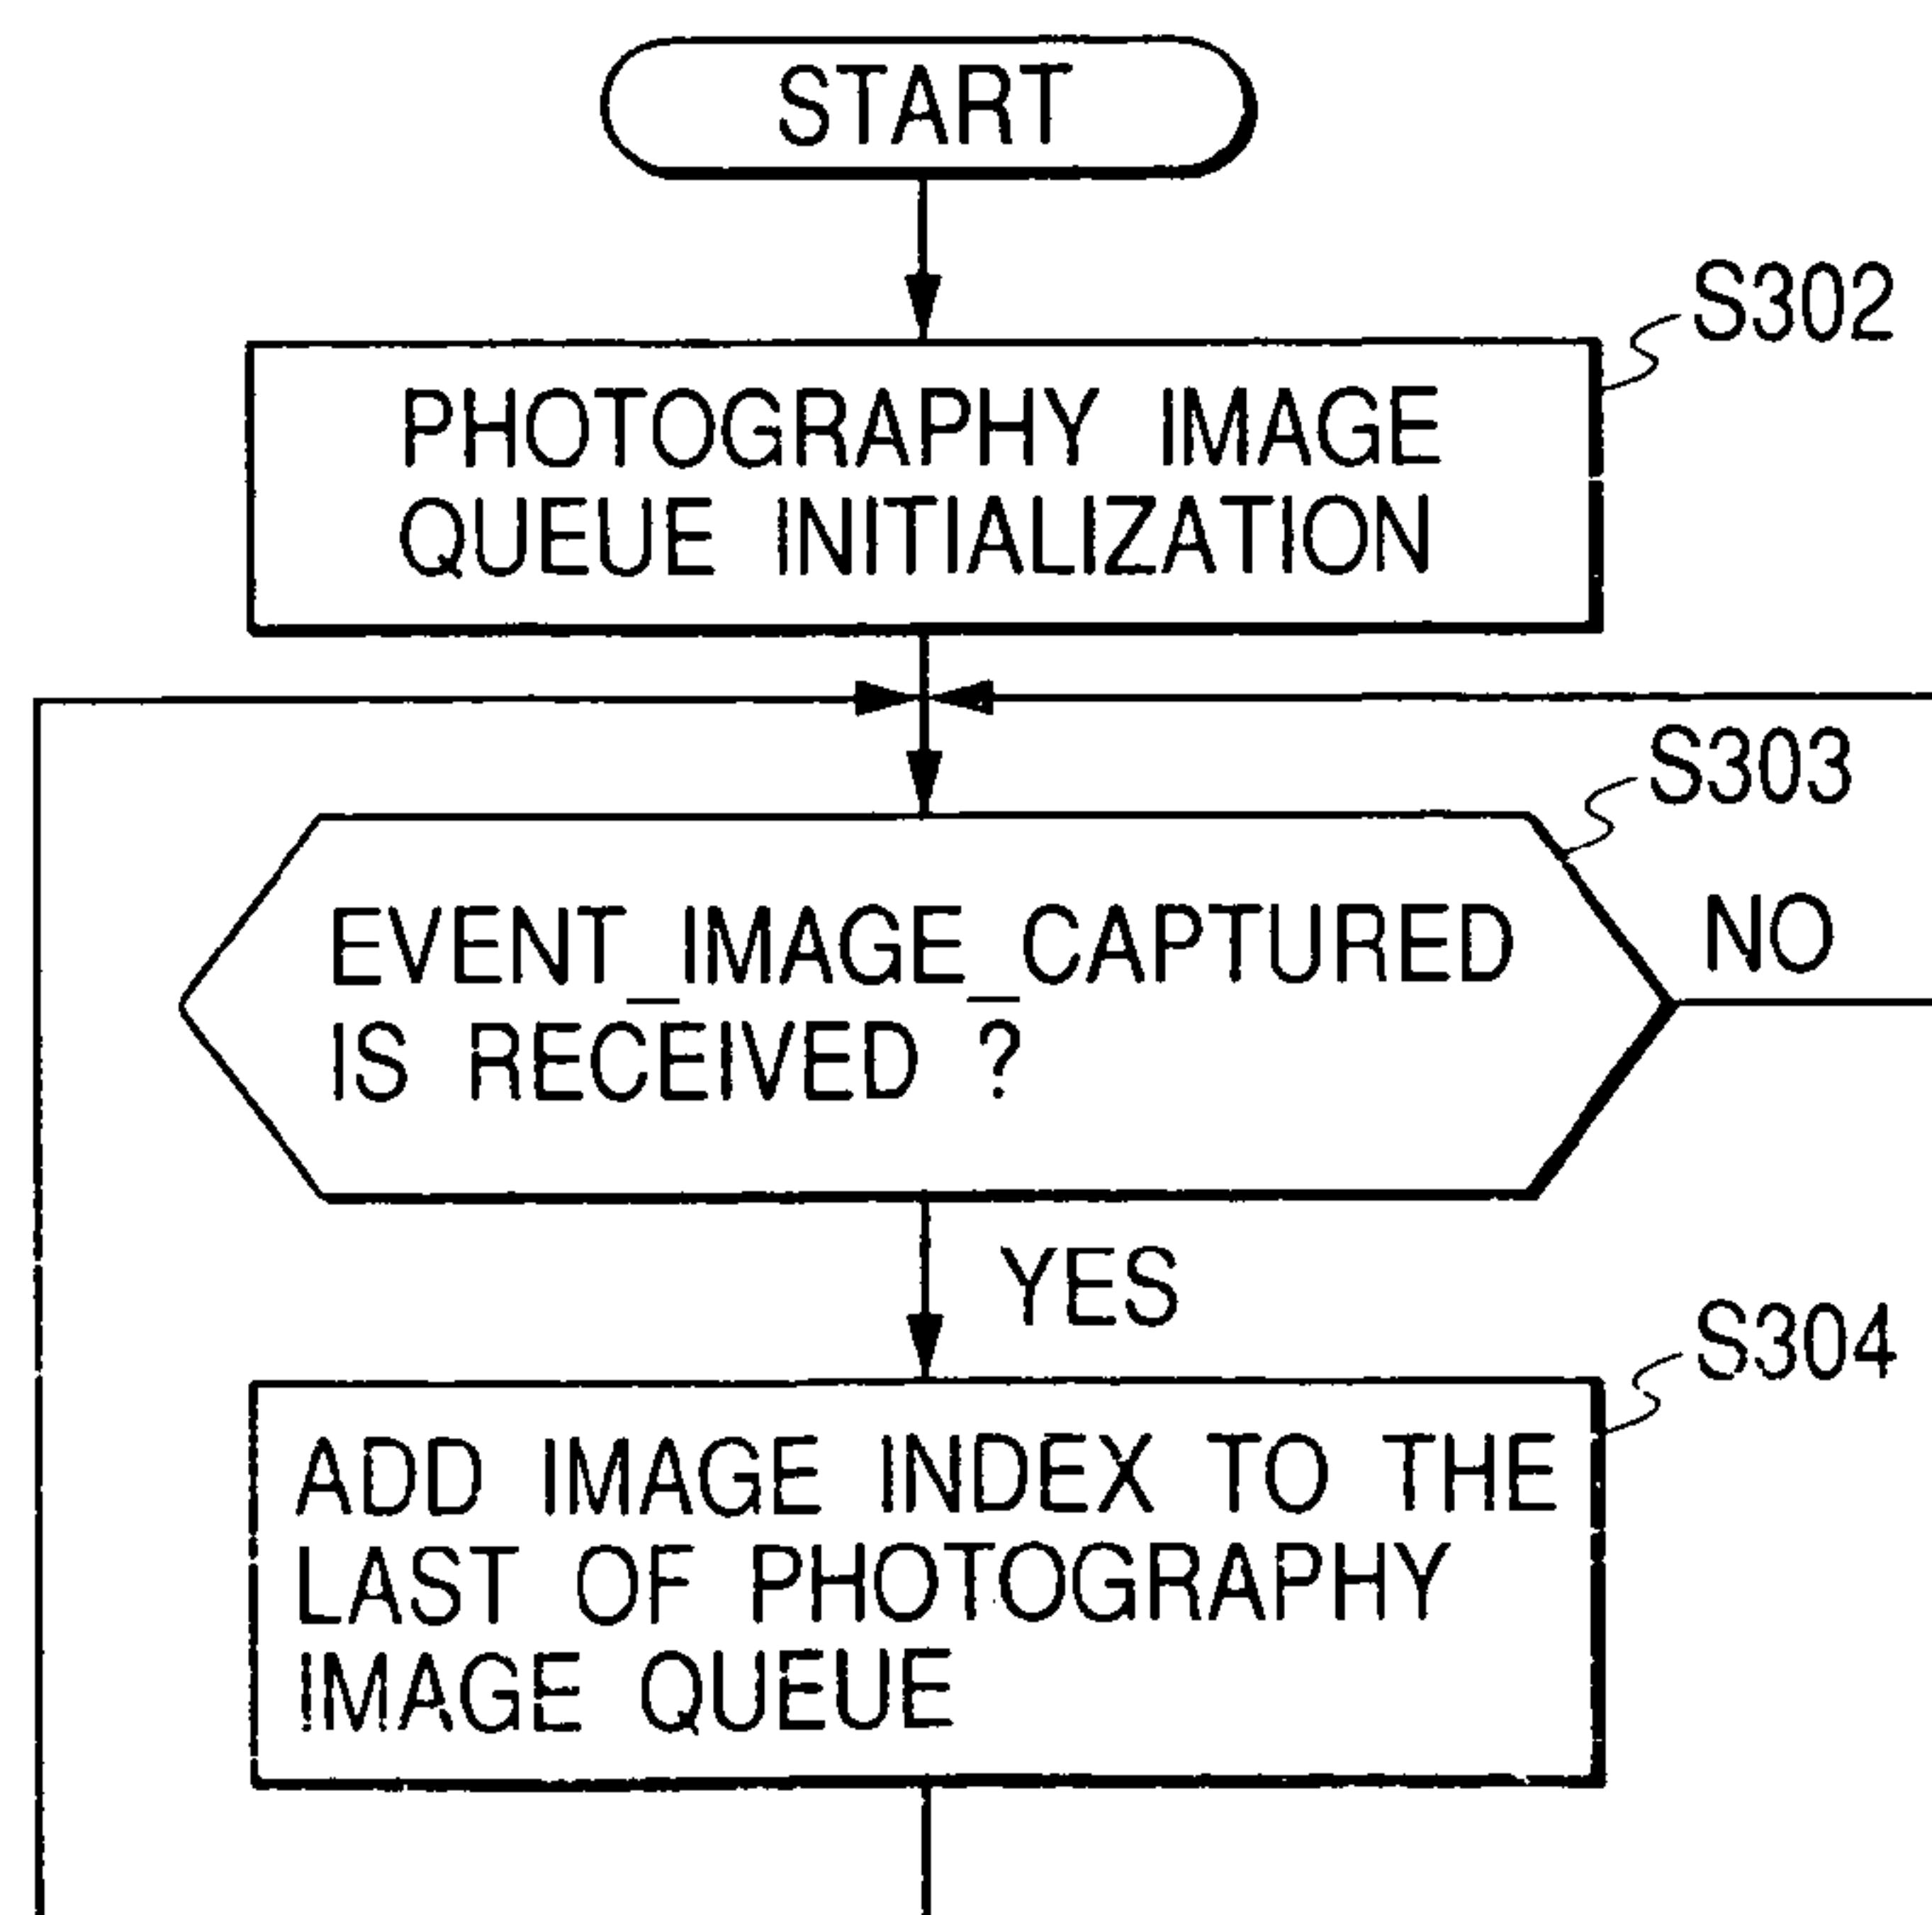 START
S302
PHOTOGRAPHY IMAGE
QUEUE INITIALIZATION
S303
EVENT_IMAGE_CAPTURED
IS RECEIVED ?
NO
YES
S304
ADD IMAGE INDEX TO THE
LAST OF PHOTOGRAPHY
IMAGE QUEUE